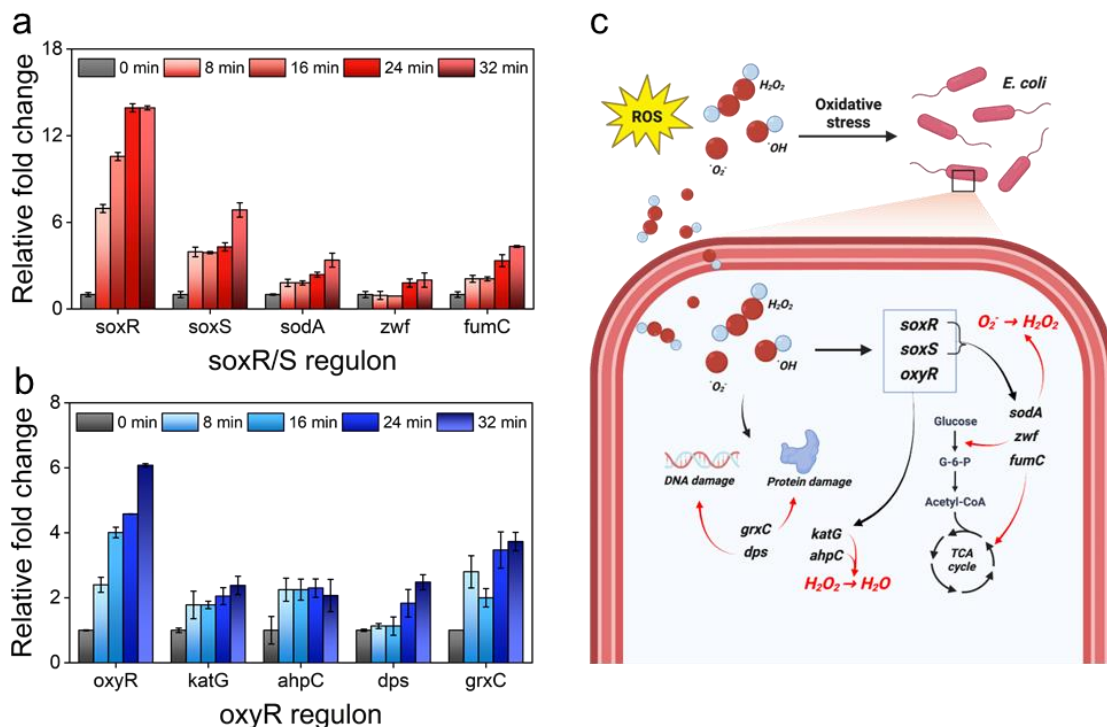 a
18
12
6
0
Relative fold change
0 min 8 min 16 min 24 min 32 min
soxR soxS sodA zwf fumC
soxR/S regulon
b
8
6
4
2
0
Relative fold change
0 min 8 min 16 min 24 min 32 min
oxyR katG ahpC dps grxC
oxyR regulon
c
ROS
H₂O₂
·OH
·O₂⁻
Oxidative
stress
E. coli
H₂O₂
·OH
·O₂⁻
soxR
soxS
oxyR
O₂⁻ → H₂O₂
sodA
zwf
fumC
Glucose
G-6-P
Acetyl-CoA
TCA
cycle
DNA damage
Protein damage
grxC
dps
katG
ahpC
H₂O₂ → H₂O